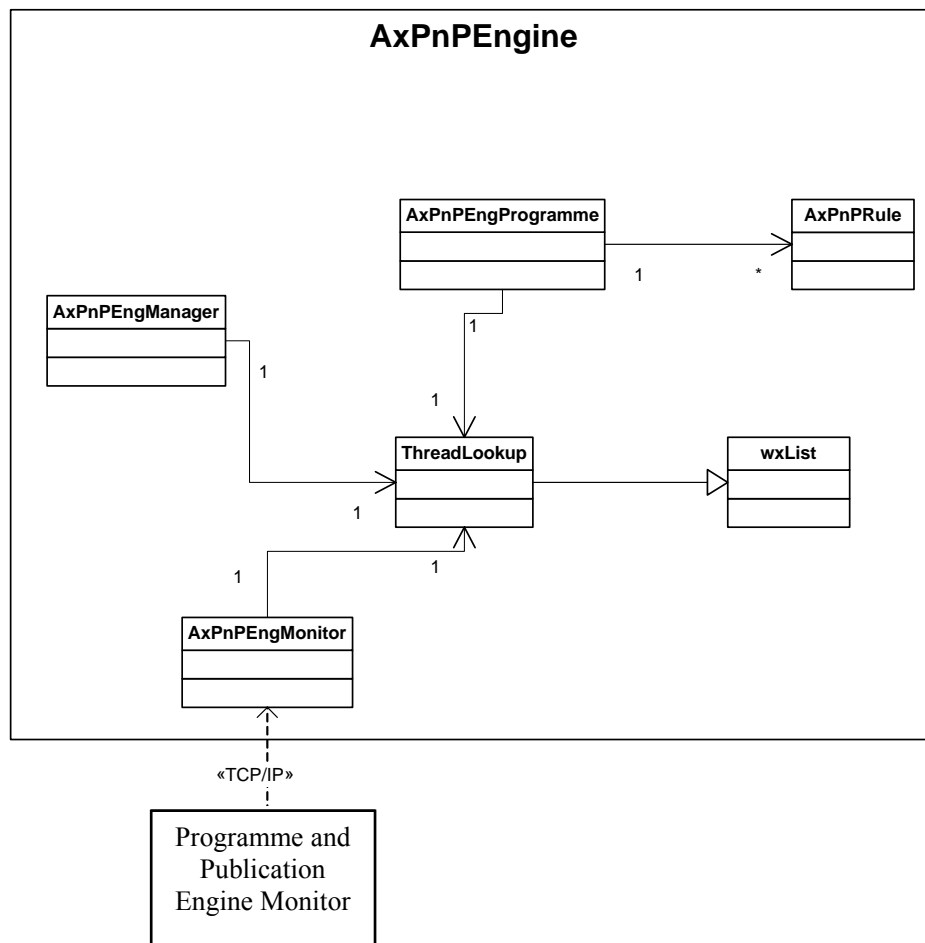 AxPnPEngine
AxPnPEngProgramme
AxPnPRule
1
*
AxPnPEngManager
1
1
1
ThreadLookup
wxList
1
1
1
AxPnPEngMonitor
«TCP/IP»
Programme and
Publication
Engine Monitor